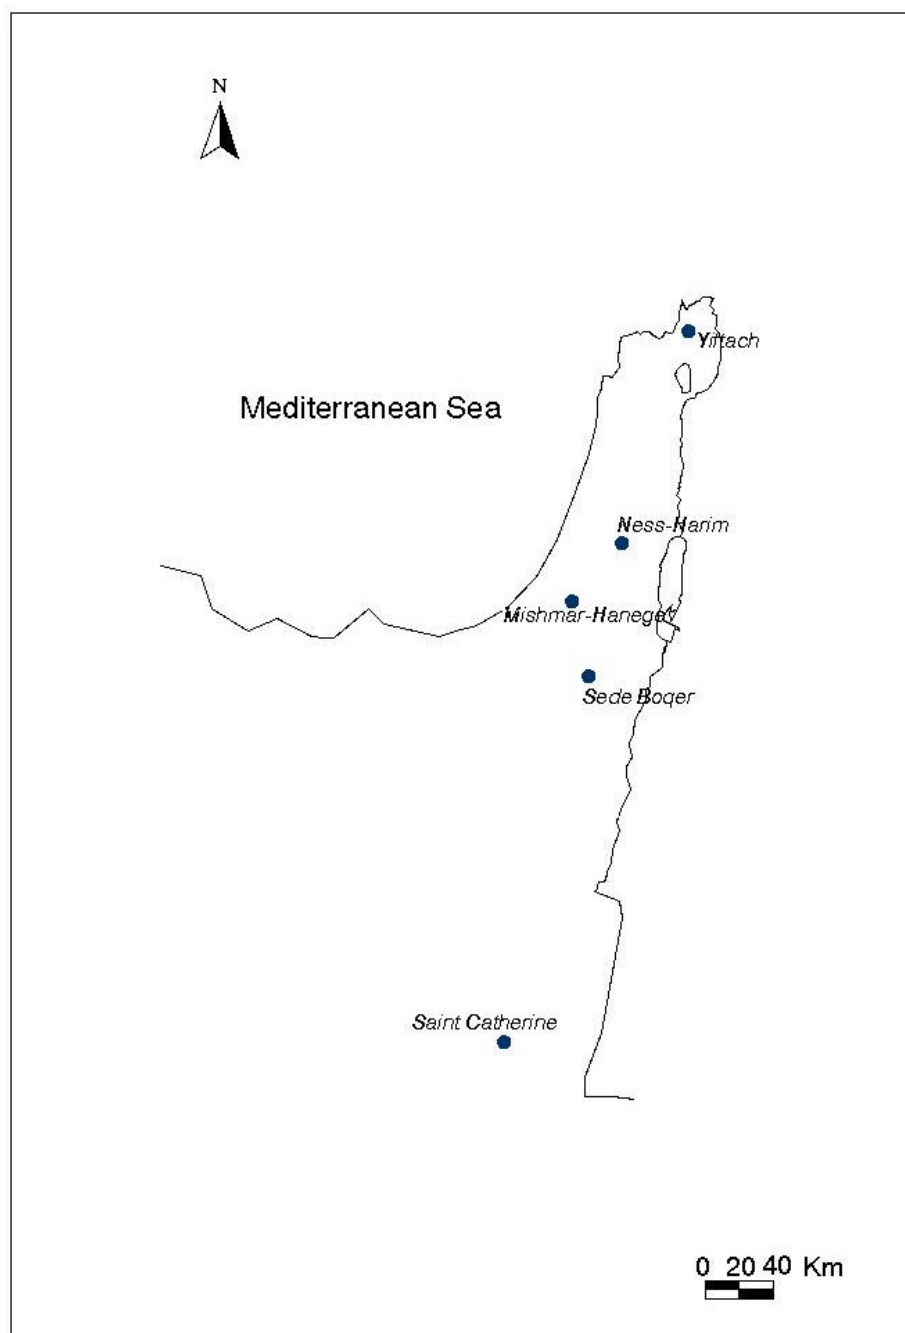 N
Yiftach
Mediterranean Sea
Ness-Harim
Mishmar-Hanegev
Sede Boqer
Saint Catherine
0 20 40 Km